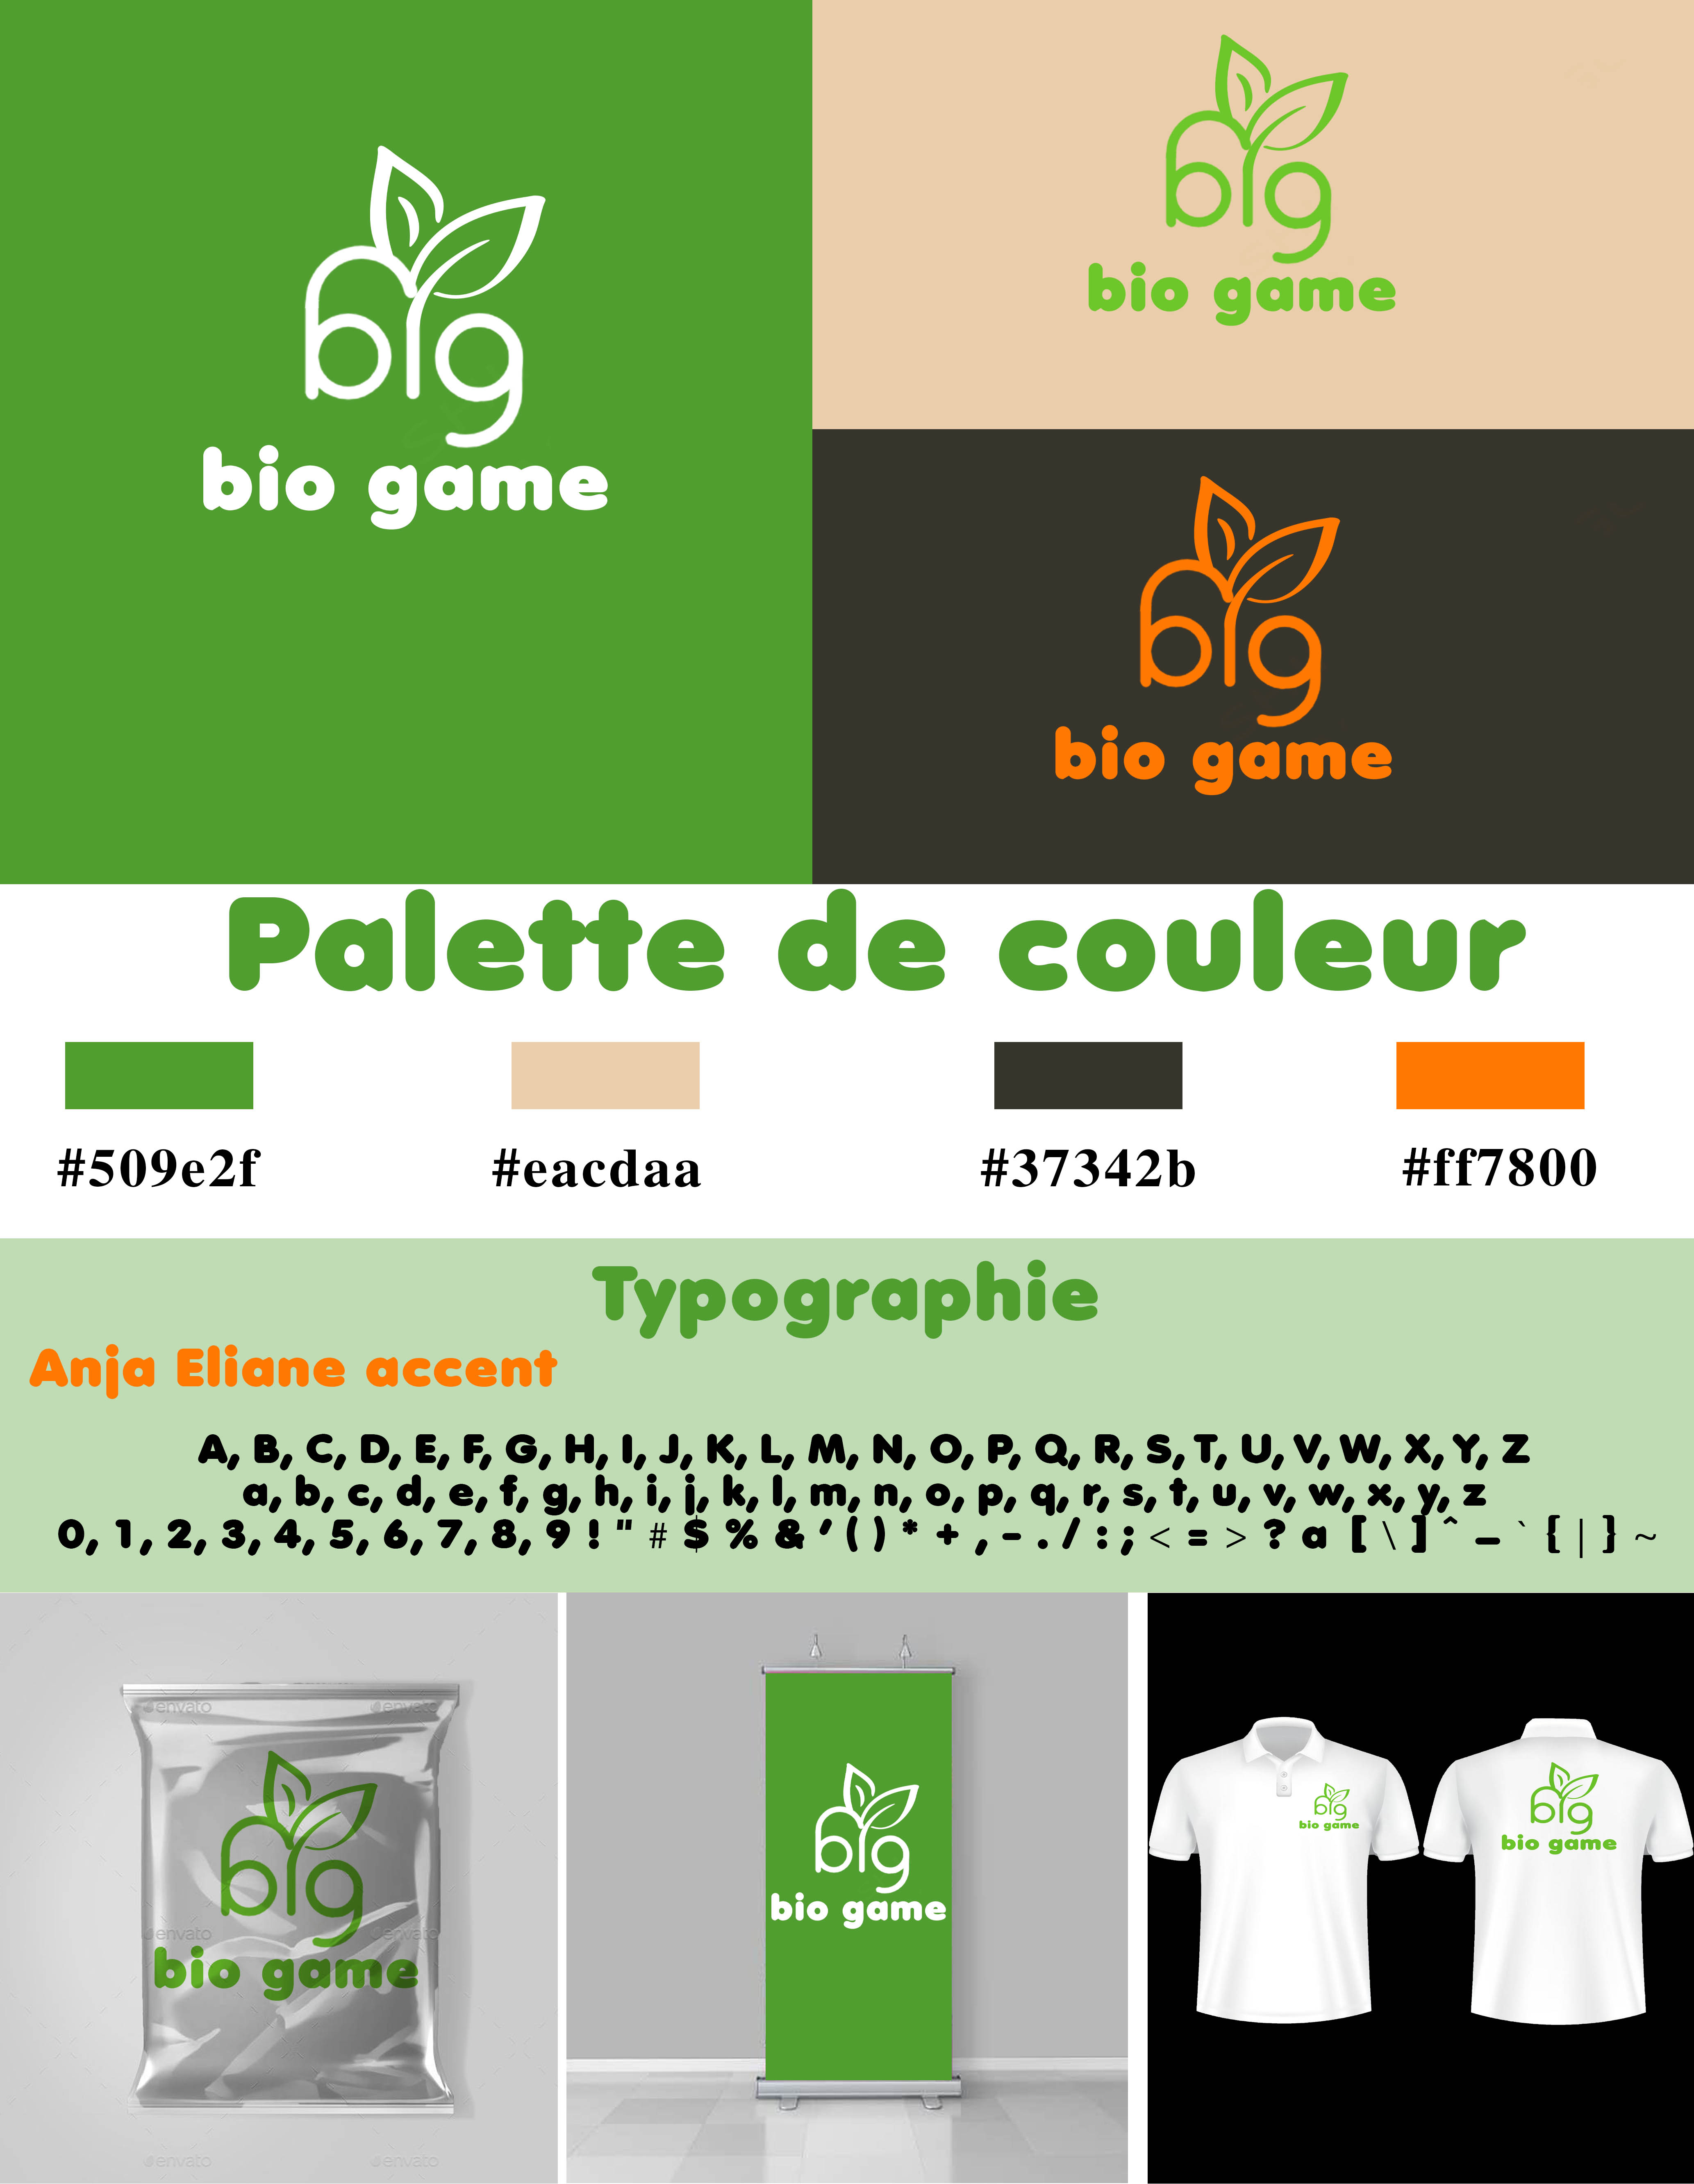 big
bio game
big
bio game
big
bio game
Palette de couleur
#509e2f #eacdaa #37342b #ff7800
Typographie
Anja Eliane accent
A, B, C, D, E, F, G, H, I, J, K, L, M, N, O, P, Q, R, S, T, U, V, W, X, Y, Z
a, b, c, d, e, f, g, h, i, j, k, l, m, n, o, p, q, r, s, t, u, v, w, x, y, z
0, 1, 2, 3, 4, 5, 6, 7, 8, 9 ! " # $ % & ' ( ) * + , - . / : ; < = > ? a [ \ ] ^ _ ` { | } ~
envato envato
big
envato envato
bio game
envato envato
big
bio game
big
bio game
big
bio game